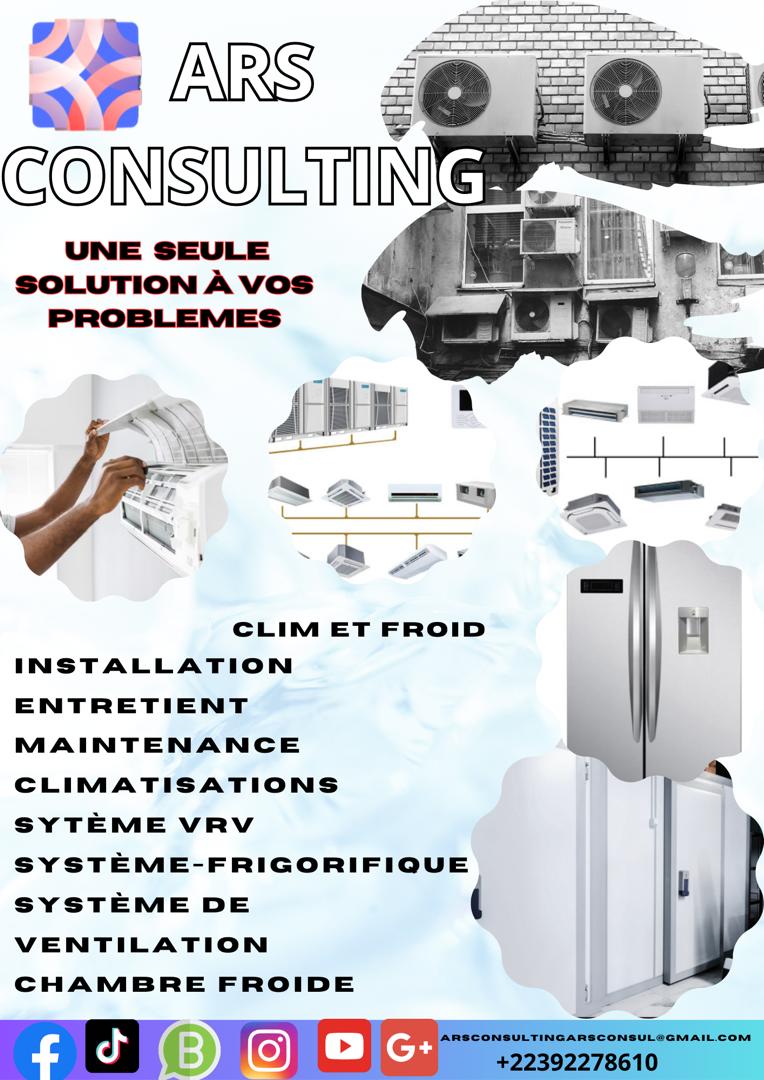 ARS
CONSULTING
UNE SEULE
SOLUTION À VOS
PROBLEMES
CLIM ET FROID
INSTALLATION
ENTRETIENT
MAINTENANCE
CLIMATISATIONS
SYTÈME VRV
SYSTÈME-FRIGORIFIQUE
SYSTÈME DE
VENTILATION
CHAMBRE FROIDE
ARSCONSULTINGARSCONSUL@GMAIL.COM
+22392278610